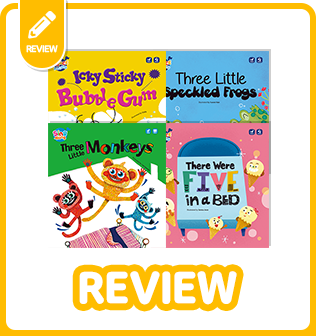 REVIEW
Icky Sticky
Bubble Gum
Three Little
Speckled Frogs
Three
Little Monkeys
There Were
FIVE
in a BED
REVIEW